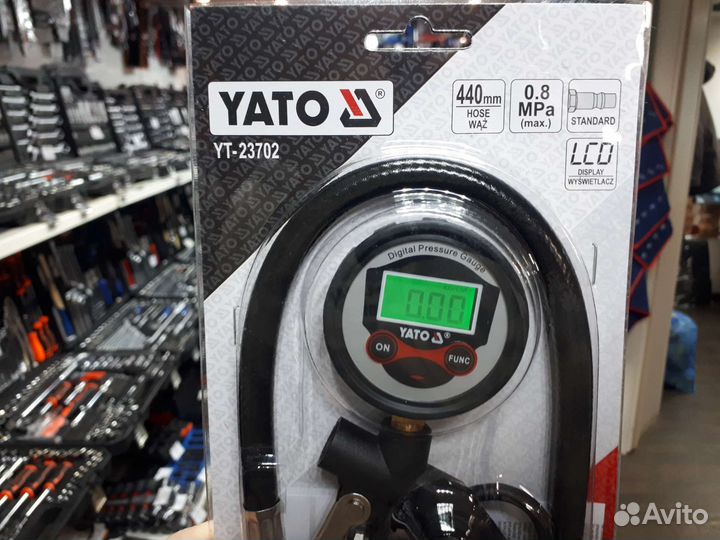 YATO ®
YT-23702
440mm
HOSE
WĄŻ
0.8
MPa
(max.)
STANDARD
LCD
DISPLAY
WYŚWIETLACZ
Digital Pressure Gauge
0.00
YATO
ON
FUNC
Avito